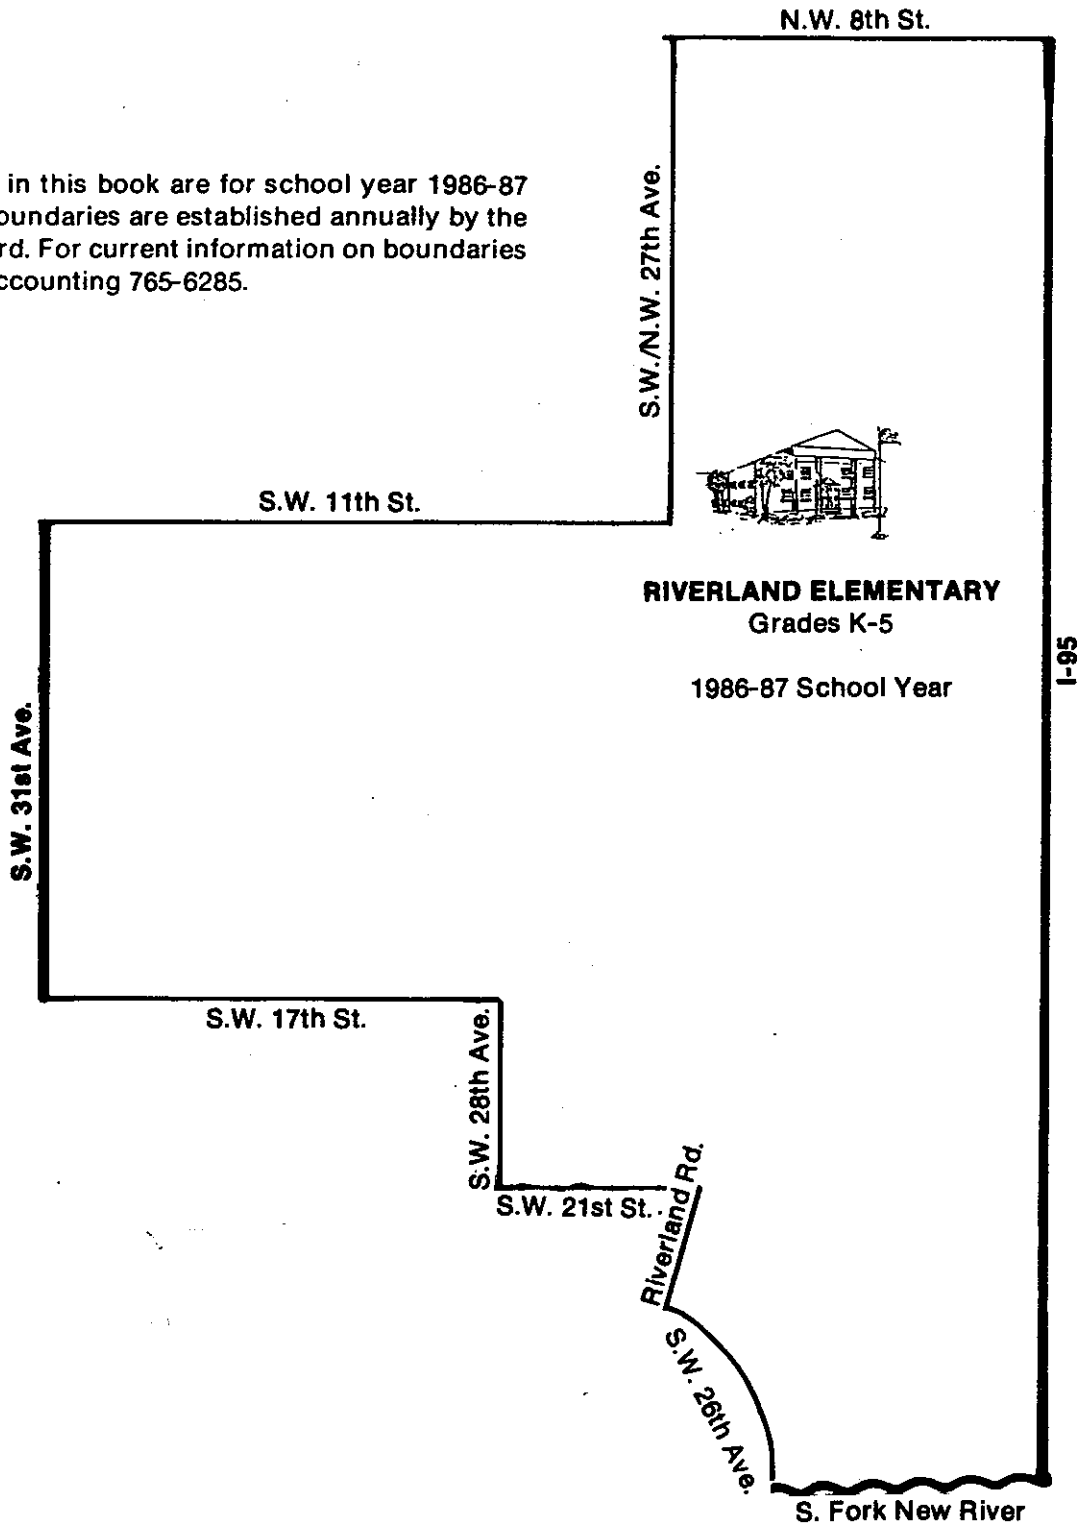 N.W. 8th St.
in this book are for school year 1986-87
oundaries are established annually by the
rd. For current information on boundaries
ccounting 765-6285.
S.W./N.W. 27th Ave.
S.W. 11th St.
RIVERLAND ELEMENTARY
Grades K-5
1986-87 School Year
I-95
S.W. 31st Ave.
S.W. 17th St.
S.W. 28th Ave.
S.W. 21st St.
Riverland Rd.
S.W. 26th Ave.
S. Fork New River